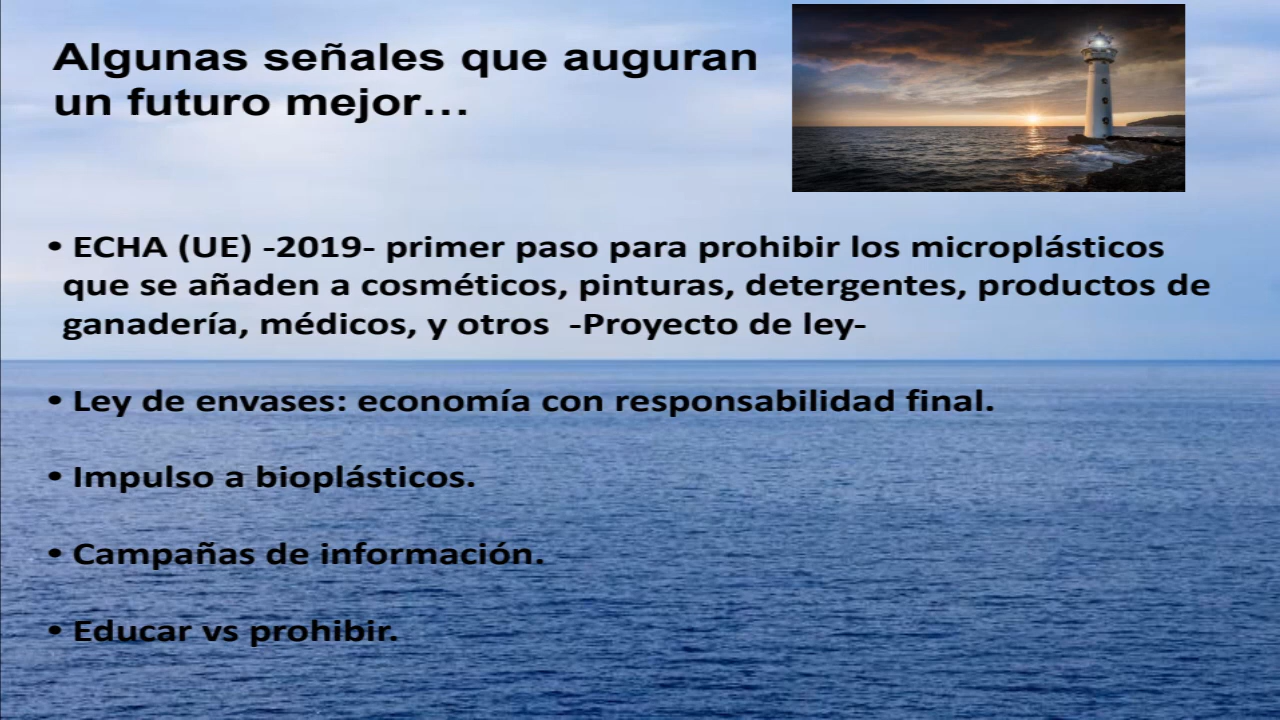 Algunas señales que auguran
un futuro mejor...
• ECHA (UE) -2019- primer paso para prohibir los microplásticos
que se añaden a cosméticos, pinturas, detergentes, productos de
ganadería, médicos, y otros -Proyecto de ley-
• Ley de envases: economía con responsabilidad final.
• Impulso a bioplásticos.
• Campañas de información.
• Educar vs prohibir.